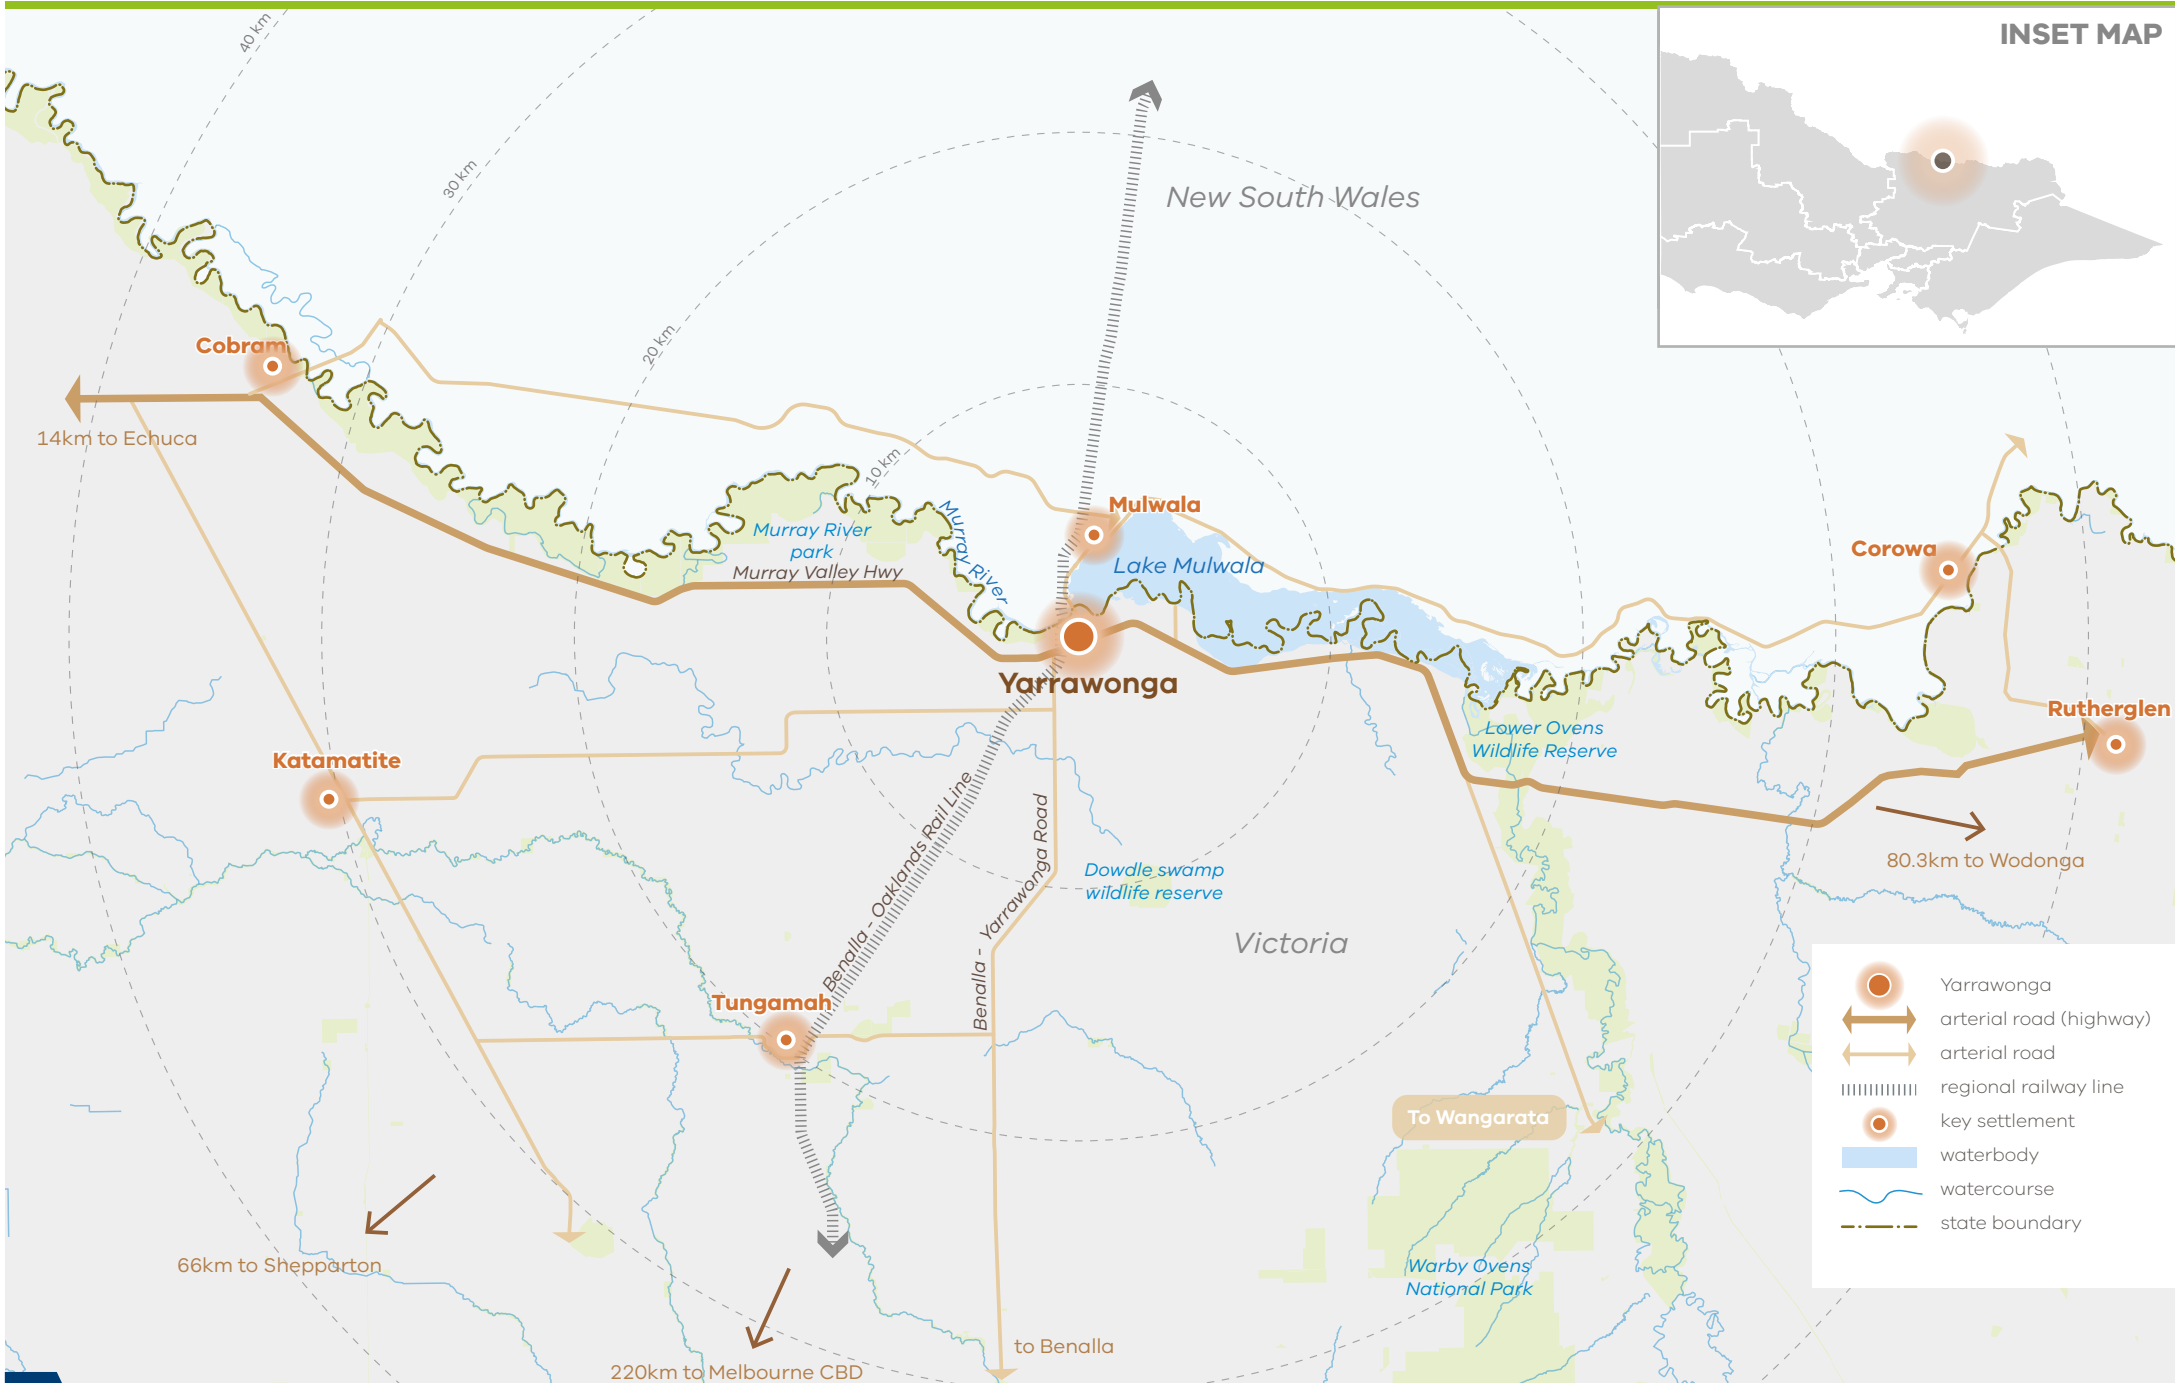 INSET MAP
40 km
30 km
20 km
10 km
New South Wales
Cobram
14km to Echuca
Mulwala
Murray River
park
Murray Valley Hwy
Murray River
Lake Mulwala
Corowa
Yarrawonga
Rutherglen
Lower Ovens
Wildlife Reserve
Katamatite
Benalla - Oaklands Rail Line
Benalla - Yarrawonga Road
Dowdle swamp
wildlife reserve
80.3km to Wodonga
Victoria
Tungamah
To Wangarata
66km to Shepparton
Warby Ovens
National Park
to Benalla
220km to Melbourne CBD
Yarrawonga
arterial road (highway)
arterial road
regional railway line
key settlement
waterbody
watercourse
state boundary